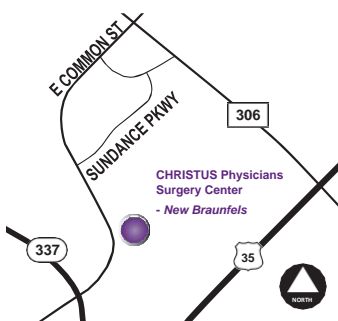 E COMMON ST
SUNDANCE PKWY
306
CHRISTUS Physicians
Surgery Center
- New Braunfels
337
35
NORTH